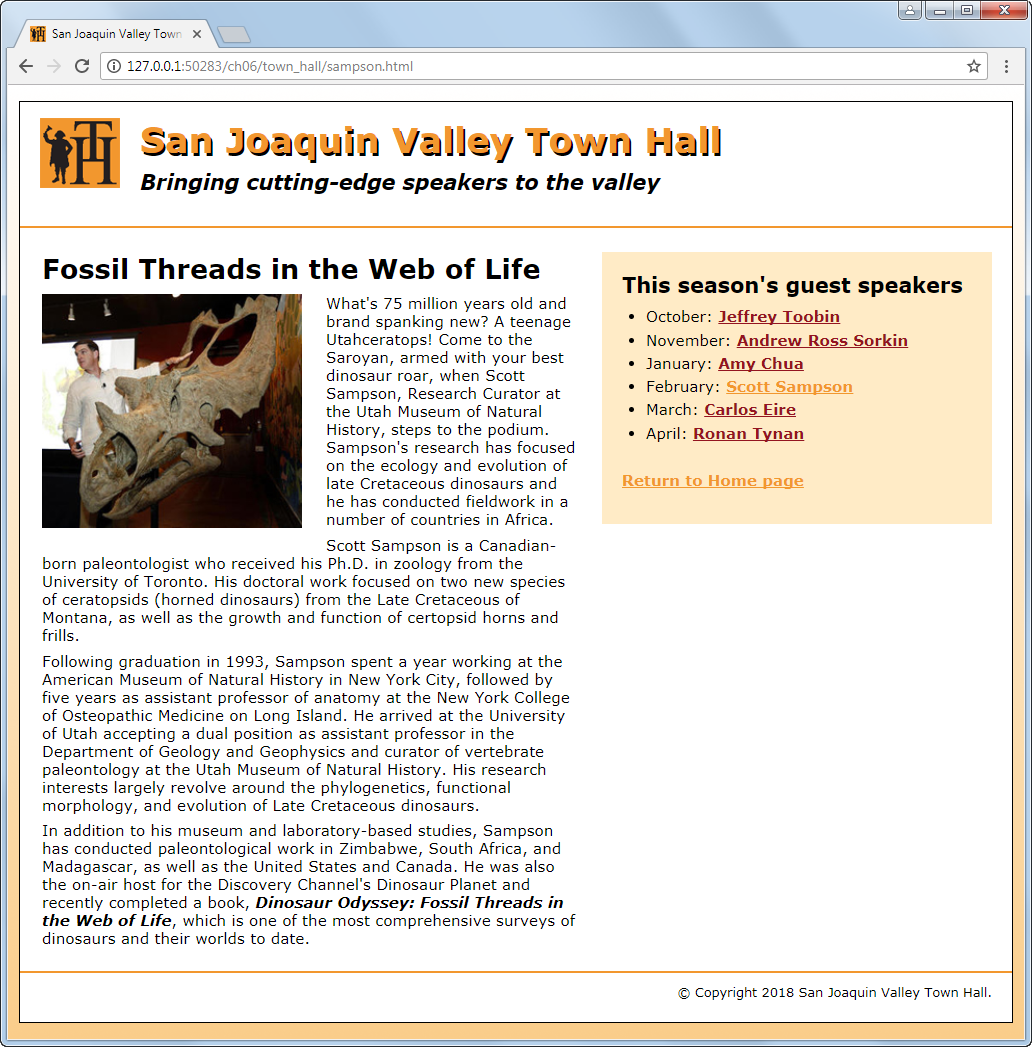 San Joaquin Valley Town
127.0.0.1:50283/ch06/town_hall/sampson.html
TH
San Joaquin Valley Town Hall
Bringing cutting-edge speakers to the valley
Fossil Threads in the Web of Life
What's 75 million years old and
brand spanking new? A teenage
Utahceratops! Come to the
Saroyan, armed with your best
dinosaur roar, when Scott
Sampson, Research Curator at
the Utah Museum of Natural
History, steps to the podium.
Sampson's research has focused
on the ecology and evolution of
late Cretaceous dinosaurs and
he has conducted fieldwork in a
number of countries in Africa.
Scott Sampson is a Canadian-
born paleontologist who received his Ph.D. in zoology from the
University of Toronto. His doctoral work focused on two new species
of ceratopsids (horned dinosaurs) from the Late Cretaceous of
Montana, as well as the growth and function of certopsid horns and
frills.
Following graduation in 1993, Sampson spent a year working at the
American Museum of Natural History in New York City, followed by
five years as assistant professor of anatomy at the New York College
of Osteopathic Medicine on Long Island. He arrived at the University
of Utah accepting a dual position as assistant professor in the
Department of Geology and Geophysics and curator of vertebrate
paleontology at the Utah Museum of Natural History. His research
interests largely revolve around the phylogenetics, functional
morphology, and evolution of Late Cretaceous dinosaurs.
In addition to his museum and laboratory-based studies, Sampson
has conducted paleontological work in Zimbabwe, South Africa, and
Madagascar, as well as the United States and Canada. He was also
the on-air host for the Discovery Channel's Dinosaur Planet and
recently completed a book, Dinosaur Odyssey: Fossil Threads in
the Web of Life, which is one of the most comprehensive surveys of
dinosaurs and their worlds to date.
This season's guest speakers
• October: Jeffrey Toobin
• November: Andrew Ross Sorkin
• January: Amy Chua
• February: Scott Sampson
• March: Carlos Eire
• April: Ronan Tynan
Return to Home page
© Copyright 2018 San Joaquin Valley Town Hall.